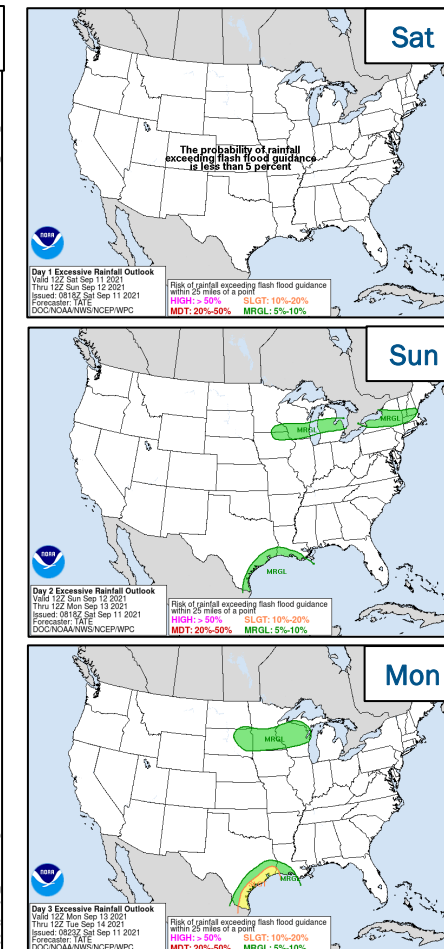 Sat
The probability of rainfall
exceeding flash flood guidance
is less than 5 percent
NOAA
Day 1 Excessive Rainfall Outlook
Valid 12Z Sat Sep 11 2021
Thru 12Z Sun Sep 12 2021
Issued: 0818Z Sat Sep 11 2021
Forecaster: TATE
DOC/NOAA/NWS/NCEP/WPC
Risk of rainfall exceeding flash flood guidance
within 25 miles of a point
HIGH: > 50% SLGT: 10%-20%
MDT: 20%-50% MRGL: 5%-10%
Sun
MRGL
MRGL
MRGL
NOAA
Day 2 Excessive Rainfall Outlook
Valid 12Z Sun Sep 12 2021
Thru 12Z Mon Sep 13 2021
Issued: 0818Z Sat Sep 11 2021
Forecaster: TATE
DOC/NOAA/NWS/NCEP/WPC
Risk of rainfall exceeding flash flood guidance
within 25 miles of a point
HIGH: > 50% SLGT: 10%-20%
MDT: 20%-50% MRGL: 5%-10%
Mon
MRGL
MRGL
NOAA
Day 3 Excessive Rainfall Outlook
Valid 12Z Mon Sep 13 2021
Thru 12Z Tue Sep 14 2021
Issued: 0823Z Sat Sep 11 2021
Forecaster: TATE
DOC/NOAA/NWS/NCEP/WPC
Risk of rainfall exceeding flash flood guidance
within 25 miles of a point
HIGH: > 50% SLGT: 10%-20%
MDT: 20%-50% MRGL: 5%-10%